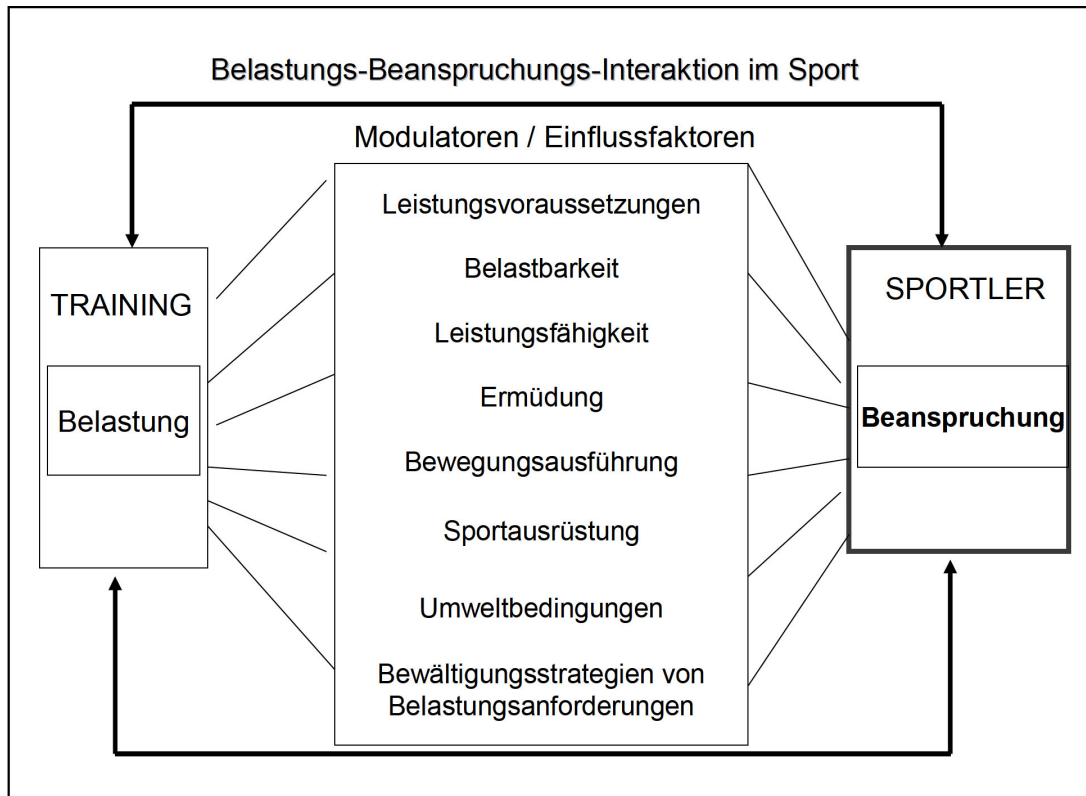 Belastungs-Beanspruchungs-Interaktion im Sport
Modulatoren / Einflussfaktoren
TRAINING
Belastung
Leistungsvoraussetzungen
Belastbarkeit
Leistungsfähigkeit
Ermüdung
Bewegungsausführung
Sportausrüstung
Umweltbedingungen
Bewältigungsstrategien von
Belastungsanforderungen
SPORTLER
Beanspruchung